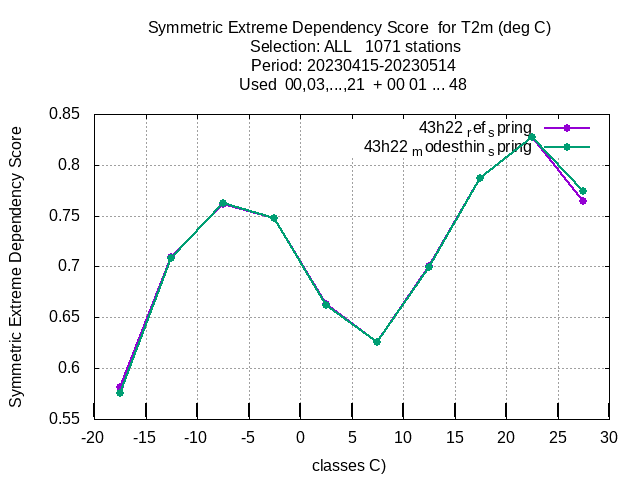 Symmetric Extreme Dependency Score  for T2m (deg C)
Selection: ALL   1071 stations
Period: 20230415-20230514
Used  00,03,...,21  + 00 01 ... 48
43h22 ref spring
43h22 modesthin spring
Symmetric Extreme Dependency Score
0.85
0.8
0.75
0.7
0.65
0.6
0.55
-20 -15 -10 -5 0 5 10 15 20 25 30
classes C)